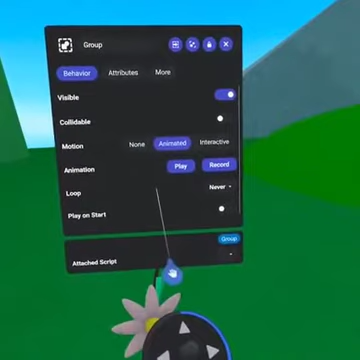 Group
Behavior Attributes More
Visible
Collidable
Motion None Animated Interactive
Animation Play Record
Loop Never
Play on Start
Group
Attached Script